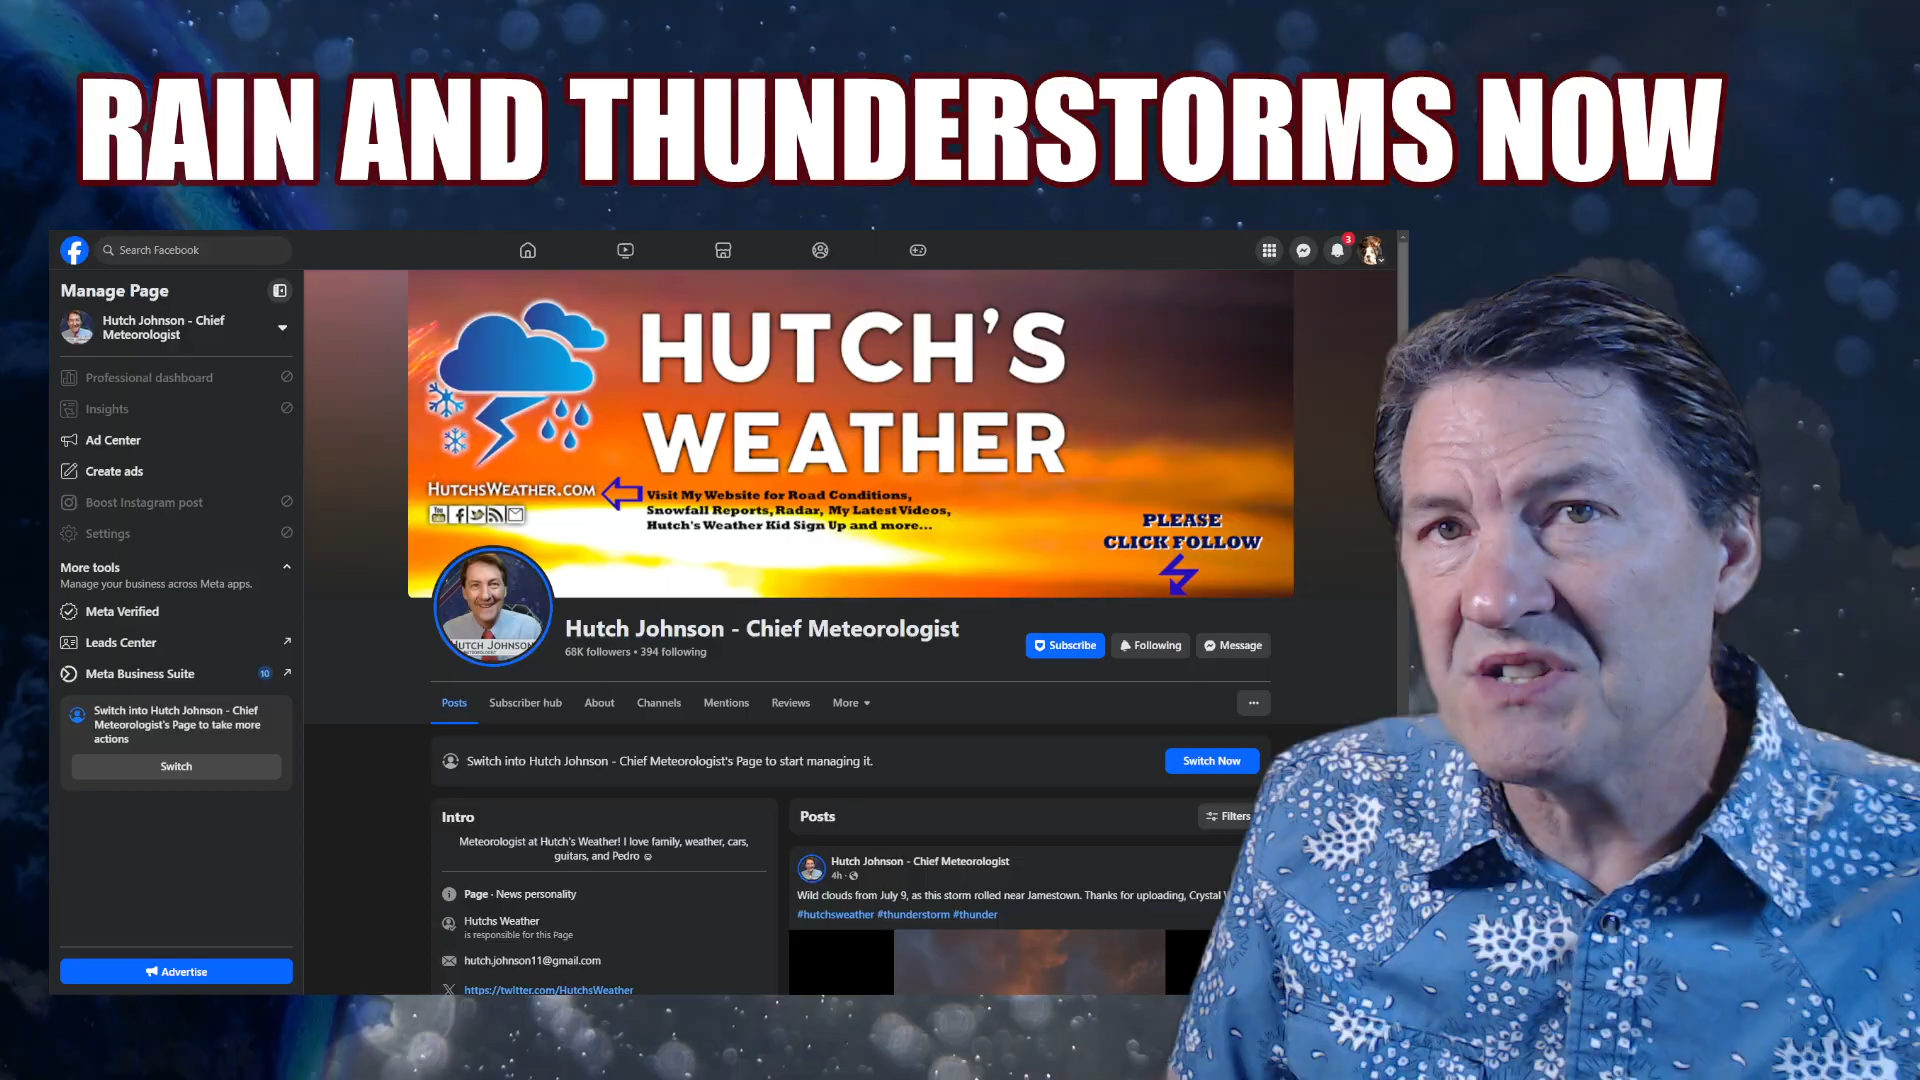 RAIN AND THUNDERSTORMS NOW
Search Facebook
3
Manage Page
Hutch Johnson - Chief
Meteorologist
Professional dashboard
Insights
Ad Center
Create ads
Boost Instagram post
Settings
More tools
Manage your business across Meta apps.
Meta Verified
Leads Center
Meta Business Suite
10
Switch into Hutch Johnson - Chief
Meteorologist's Page to take more
actions
Switch
Advertise
HUTCH'S
WEATHER
HUTCHSWEATHER.COM
Visit My Website for Road Conditions,
Snowfall Reports, Radar, My Latest Videos,
Hutch's Weather Kid Sign Up and more...
PLEASE
CLICK FOLLOW
HUTCH JOHNSON
Hutch Johnson - Chief Meteorologist
68K followers • 394 following
Subscribe
Following
Message
Posts
Subscriber hub
About
Channels
Mentions
Reviews
More
Switch into Hutch Johnson - Chief Meteorologist's Page to start managing it.
Switch Now
Intro
Meteorologist at Hutch's Weather! I love family, weather, cars,
guitars, and Pedro ☺
Page · News personality
Hutchs Weather
is responsible for this Page
hutch.johnson11@gmail.com
https://twitter.com/HutchsWeather
Posts
Filters
Hutch Johnson - Chief Meteorologist
4h ·
Wild clouds from July 9, as this storm rolled near Jamestown. Thanks for uploading, Crystal
#hutchsweather #thunderstorm #thunder